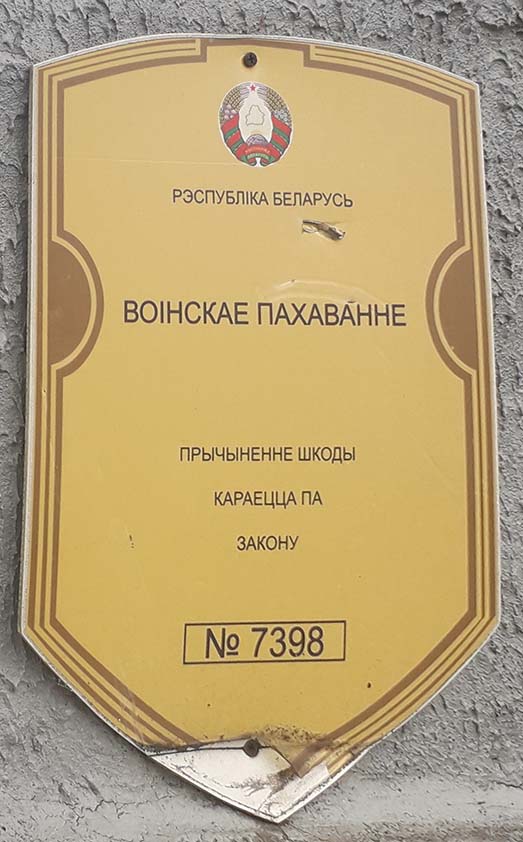 РЭСПУБЛІКА БЕЛАРУСЬ
ВОІНСКАЕ ПАХАВАННЕ
ПРЫЧЫНЕННЕ ШКОДЫ
КАРАЕЦЦА ПА
ЗАКОНУ
№ 7398